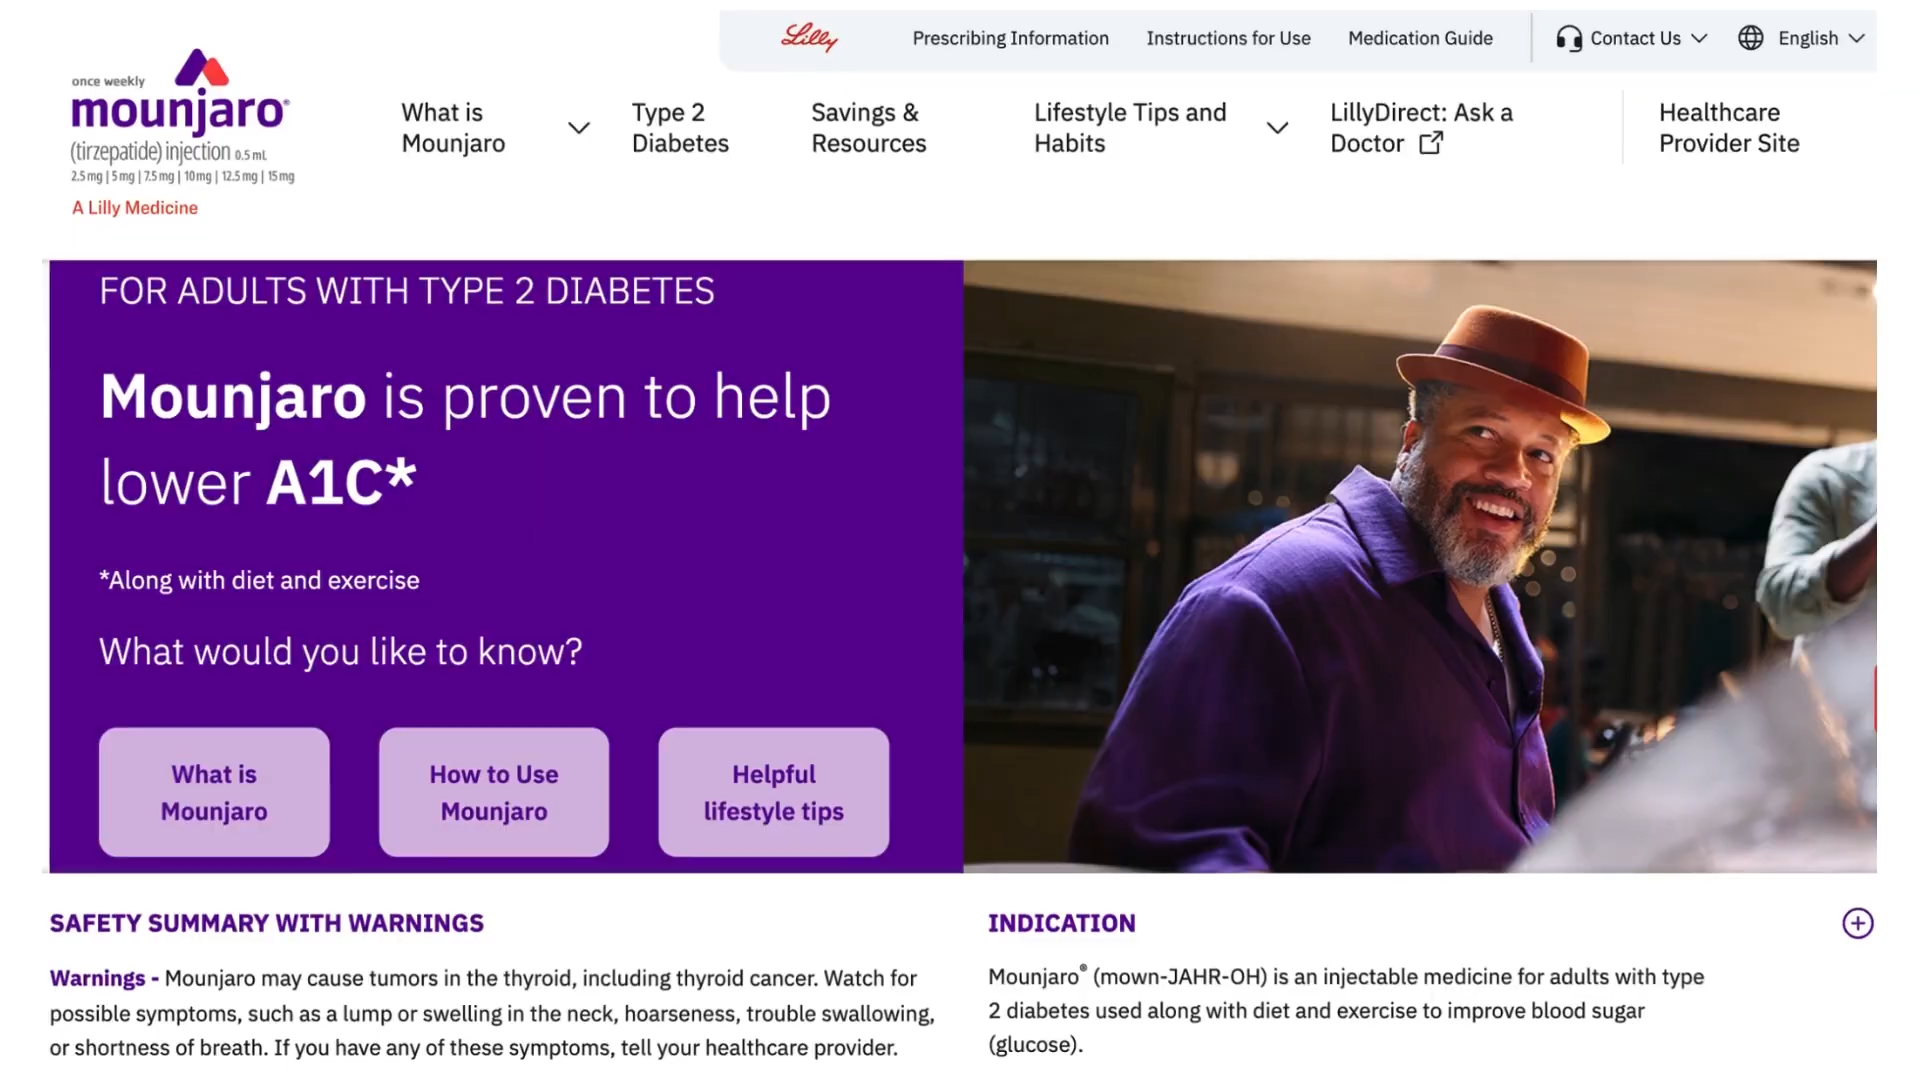 Lilly
Prescribing Information
Instructions for Use
Medication Guide
Contact Us
English
once weekly
mounjaro®
(tirzepatide) injection 0.5 mL
2.5 mg | 5 mg | 7.5 mg | 10 mg | 12.5 mg | 15 mg
A Lilly Medicine
What is
Mounjaro
Type 2
Diabetes
Savings &
Resources
Lifestyle Tips and
Habits
LillyDirect: Ask a
Doctor
Healthcare
Provider Site
FOR ADULTS WITH TYPE 2 DIABETES
Mounjaro is proven to help
lower A1C*
*Along with diet and exercise
What would you like to know?
What is
Mounjaro
How to Use
Mounjaro
Helpful
lifestyle tips
SAFETY SUMMARY WITH WARNINGS
Warnings - Mounjaro may cause tumors in the thyroid, including thyroid cancer. Watch for
possible symptoms, such as a lump or swelling in the neck, hoarseness, trouble swallowing,
or shortness of breath. If you have any of these symptoms, tell your healthcare provider.
INDICATION
Mounjaro® (mown-JAHR-OH) is an injectable medicine for adults with type
2 diabetes used along with diet and exercise to improve blood sugar
(glucose).